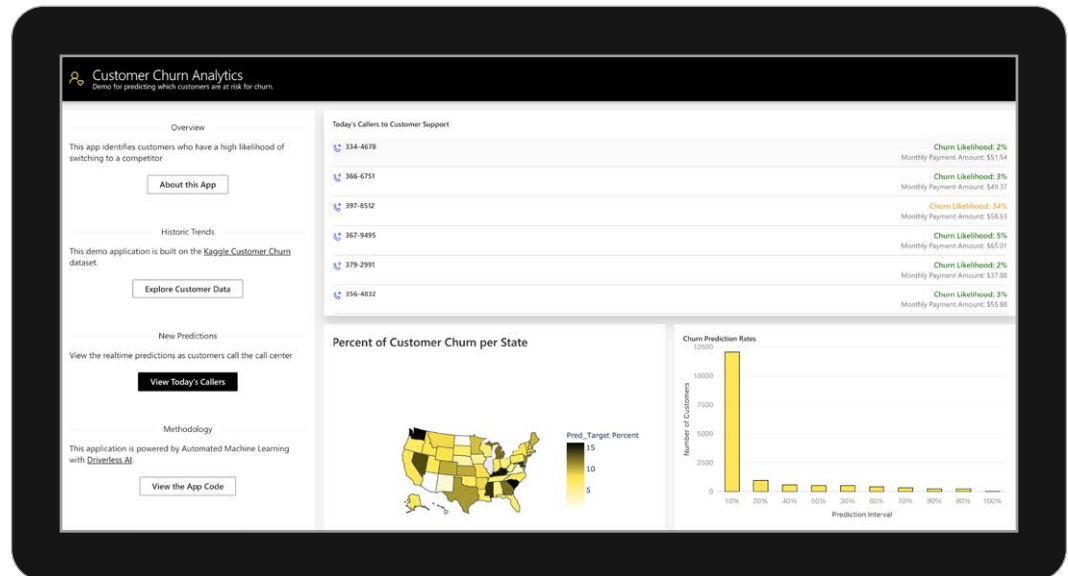 Customer Churn Analytics
Demo for predicting which customers are at risk for churn.
Overview
This app identifies customers who have a high likelihood of
switching to a competitor
About this App
Historic Trends
This demo application is built on the Kaggle Customer Churn
dataset.
Explore Customer Data
New Predictions
View the realtime predictions as customers call the call center
View Today's Callers
Methodology
This application is powered by Automated Machine Learning
with Driverless AI.
View the App Code
Today's Callers to Customer Support
334-4678
Churn Likelihood: 2%
Monthly Payment Amount: $51.54
366-6751
Churn Likelihood: 3%
Monthly Payment Amount: $49.37
397-8512
Churn Likelihood: 34%
Monthly Payment Amount: $58.63
367-9495
Churn Likelihood: 5%
Monthly Payment Amount: $65.01
379-2991
Churn Likelihood: 2%
Monthly Payment Amount: $37.88
356-4832
Churn Likelihood: 3%
Monthly Payment Amount: $55.88
Percent of Customer Churn per State
Pred_Target Percent
15
10
5
Churn Prediction Rates
Number of Customers
12500
10000
7500
5000
2500
0
10% 20% 40% 50% 30% 60% 70% 90% 80% 100%
Prediction Interval